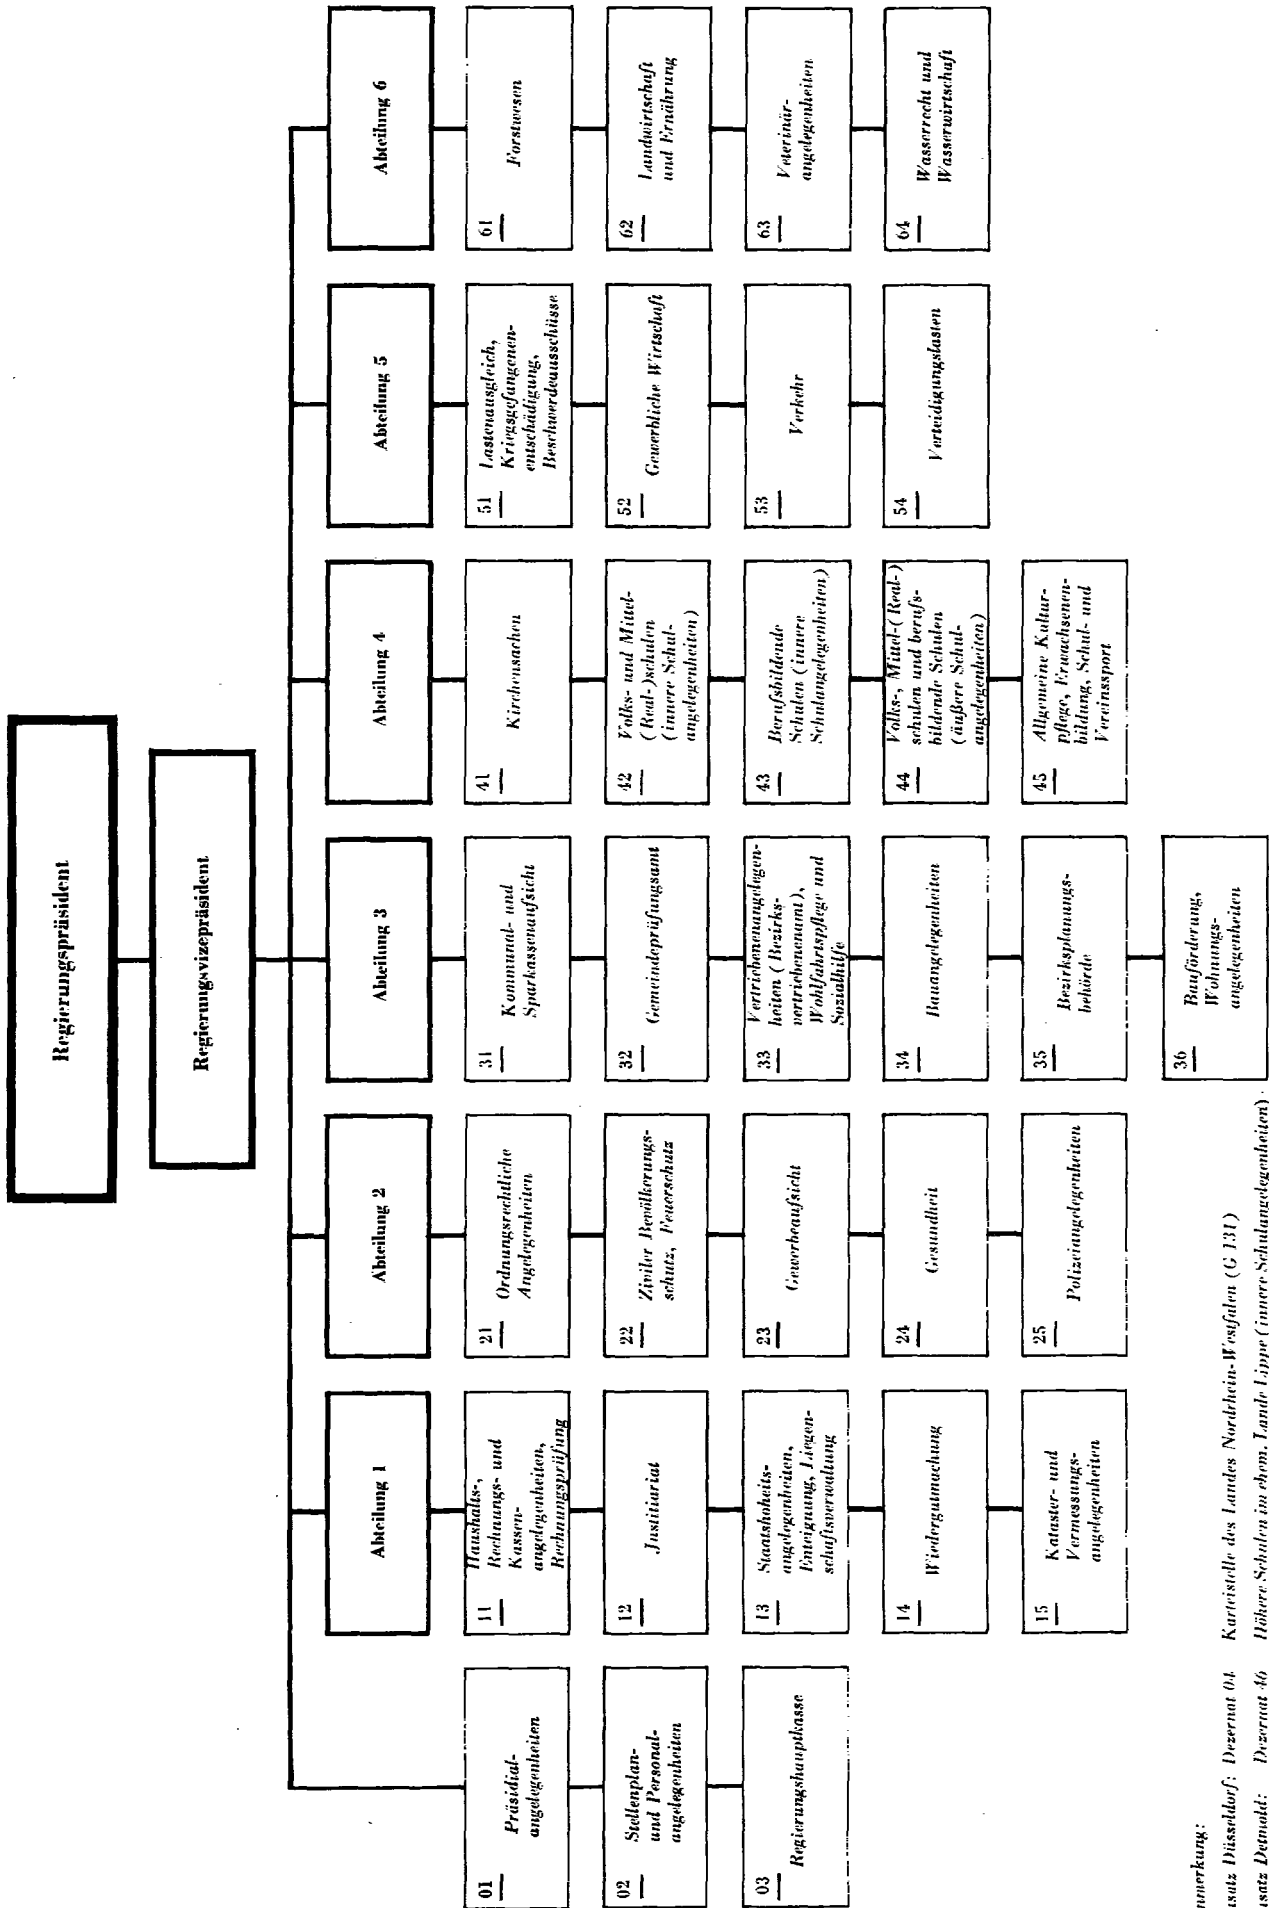 Regierungspräsident
Regierungsvizepräsident
01
Präsidial-
angelegenheiten
02
Stellenplan-
und Personal-
angelegenheiten
03
Regierungshauptkasse
Abteilung 1
11
Haushalts-,
Rechnungs- und
Kassen-
angelegenheiten,
Rechnungsprüfung
12
Justitiariat
13
Staatshoheits-
angelegenheiten,
Enteignung, Liegen-
schaftsverwaltung
14
Wiedergutmachung
15
Kataster- und
Vermessungs-
angelegenheiten
Abteilung 2
21
Ordnungsrechtliche
Angelegenheiten
22
Ziviler Bevölkerungs-
schutz, Feuerschutz
23
Gewerbeaufsicht
24
Gesundheit
25
Polizeiangelegenheiten
Abteilung 3
31
Kommunal- und
Sparkassenaufsicht
32
Gemeindeprüfungsamt
33
Vertriebenenangelegen-
heiten (Bezirks-
vertriebenenamt),
Wohlfahrtspflege und
Sozialhilfe
34
Bauangelegenheiten
35
Bezirksplanungs-
behörde
36
Bauförderung,
Wohnungs-
angelegenheiten
Abteilung 4
41
Kirchensachen
42
Volks- und Mittel-
(Real-)schulen
(innere Schul-
angelegenheiten)
43
Berufsbildende
Schulen (innere
Schulangelegenheiten)
44
Volks-, Mittel-(Real-)
schulen und berufs-
bildende Schulen
(äußere Schul-
angelegenheiten)
45
Allgemeine Kultur-
pflege, Erwachsenen-
bildung, Schul- und
Vereinssport
Abteilung 5
51
Lastenausgleich,
Kriegsgefangenen-
entschädigung,
Beschwerdeausschüsse
52
Gewerbliche Wirtschaft
53
Verkehr
54
Verteidigungslasten
Abteilung 6
61
Forstwesen
62
Landwirtschaft
und Ernährung
63
Veterinär-
angelegenheiten
64
Wasserrecht und
Wasserwirtschaft
nmerkung:
usatz Düsseldorf: Dezernat 04 Karteistelle des Landes Nordrhein-Westfalen (G 131)
usatz Detmold: Dezernat 46 Höhere Schulen im ehem. Lande Lippe (innere Schulangelegenheiten).